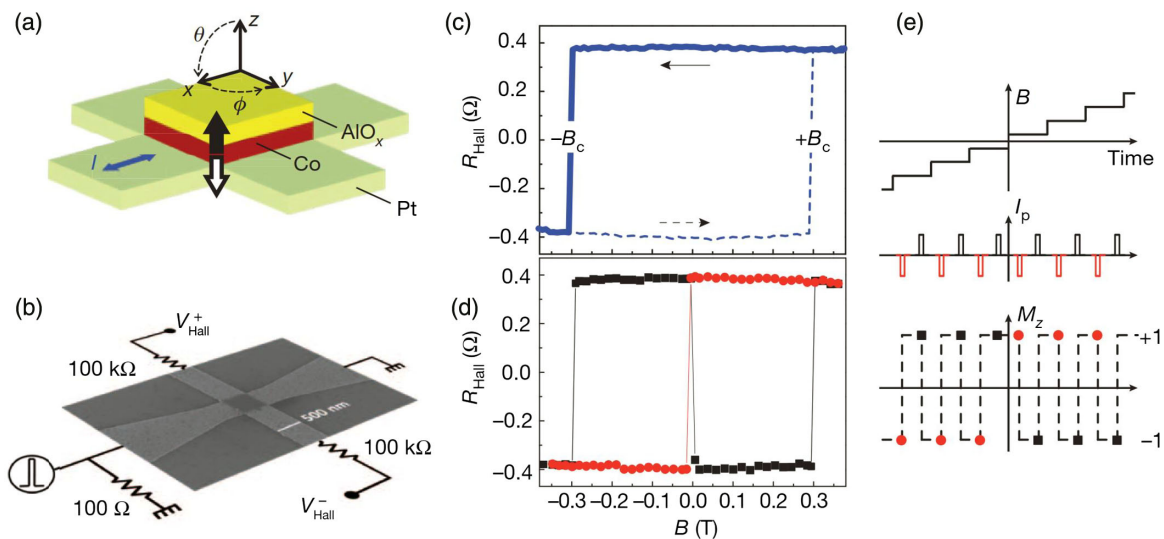 (a)
θ
z
x
y
ϕ
AlOₓ
Co
Pt
I
(b)
V⁺Hall
100 kΩ
500 nm
100 kΩ
100 Ω
V⁻Hall
(c)
RHall (Ω)
0.4
0.2
0.0
−0.2
−0.4
−Bc
+Bc
(d)
RHall (Ω)
0.4
0.2
0.0
−0.2
−0.4
−0.3 −0.2 −0.1 0.0 0.1 0.2 0.3
B (T)
(e)
B
Time
Ip
Mz
+1
−1